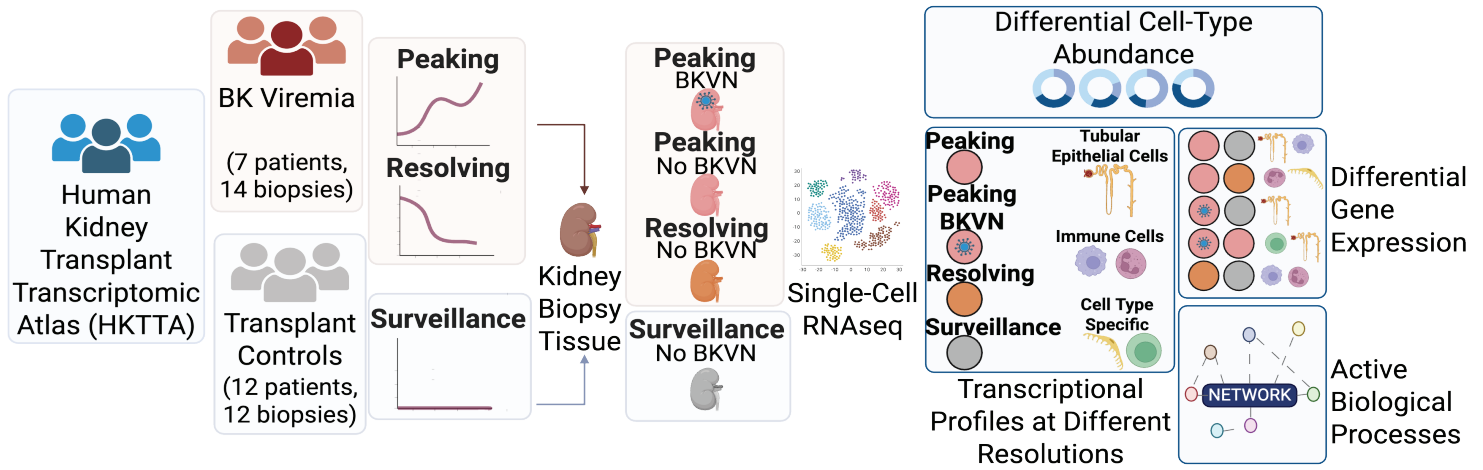 Human
Kidney
Transplant
Transcriptomic
Atlas (HKTTA)
BK Viremia
(7 patients,
14 biopsies)
Transplant
Controls
(12 patients,
12 biopsies)
Peaking
Resolving
Surveillance
Kidney
Biopsy
Tissue
Peaking
BKVN
Peaking
No BKVN
Resolving
No BKVN
Surveillance
No BKVN
Single-Cell
RNAseq
Differential Cell-Type
Abundance
Peaking
Peaking
BKVN
Resolving
Surveillance
Tubular
Epithelial Cells
Immune Cells
Cell Type
Specific
Transcriptional
Profiles at Different
Resolutions
Differential
Gene
Expression
NETWORK
Active
Biological
Processes